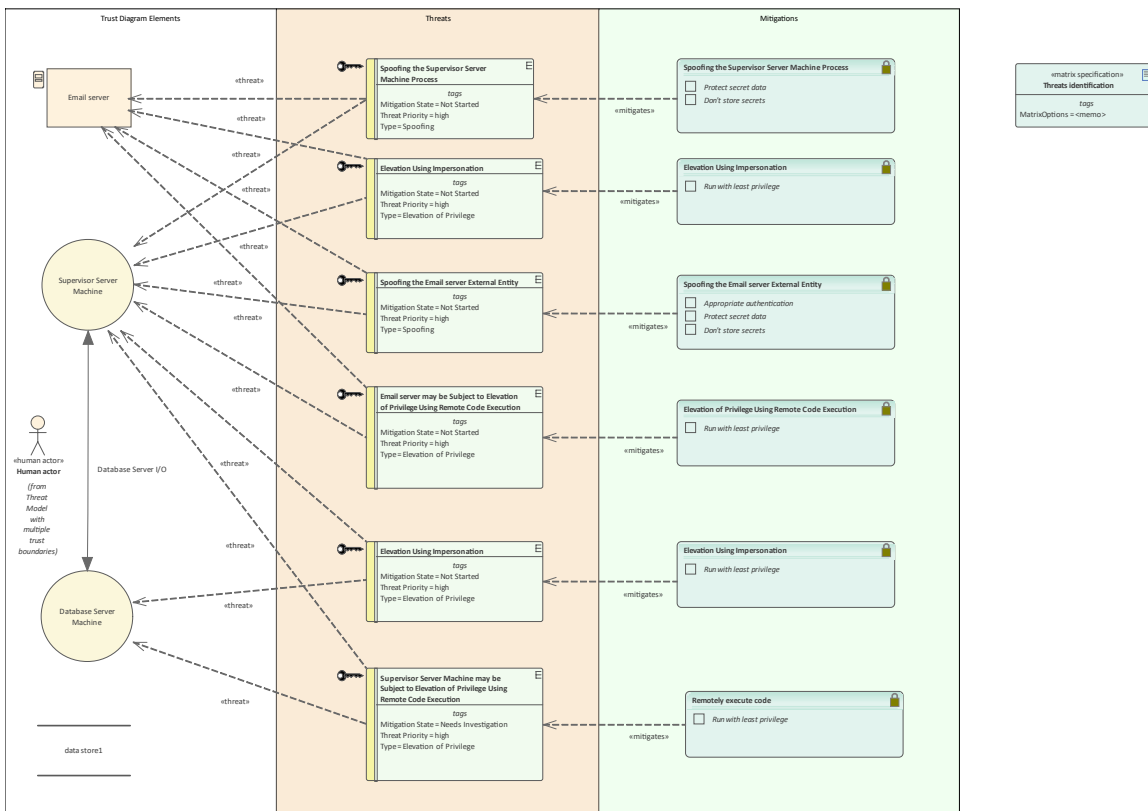 Trust Diagram Elements
Threats
Mitigations
Email server
Supervisor Server
Machine
«human actor»
Human actor
(from
Threat
Model
with
multiple
trust
boundaries)
Database Server I/O
Database Server
Machine
data store1
«threat»
«threat»
«threat»
«threat»
«threat»
«threat»
«threat»
«threat»
«threat»
«threat»
«threat»
«threat»
Spoofing the Supervisor Server
Machine Process
tags
Mitigation State = Not Started
Threat Priority = high
Type = Spoofing
Elevation Using Impersonation
tags
Mitigation State = Not Started
Threat Priority = high
Type = Elevation of Privilege
Spoofing the Email server External Entity
tags
Mitigation State = Not Started
Threat Priority = high
Type = Spoofing
Email server may be Subject to Elevation
of Privilege Using Remote Code Execution
tags
Mitigation State = Not Started
Threat Priority = high
Type = Elevation of Privilege
Elevation Using Impersonation
tags
Mitigation State = Not Started
Threat Priority = high
Type = Elevation of Privilege
Supervisor Server Machine may be
Subject to Elevation of Privilege Using
Remote Code Execution
tags
Mitigation State = Needs Investigation
Threat Priority = high
Type = Elevation of Privilege
«mitigates»
«mitigates»
«mitigates»
«mitigates»
«mitigates»
«mitigates»
Spoofing the Supervisor Server Machine Process
Protect secret data
Don't store secrets
Elevation Using Impersonation
Run with least privilege
Spoofing the Email server External Entity
Appropriate authentication
Protect secret data
Don't store secrets
Elevation of Privilege Using Remote Code Execution
Run with least privilege
Elevation Using Impersonation
Run with least privilege
Remotely execute code
Run with least privilege
«matrix specification»
Threats identification
tags
MatrixOptions = <memo>